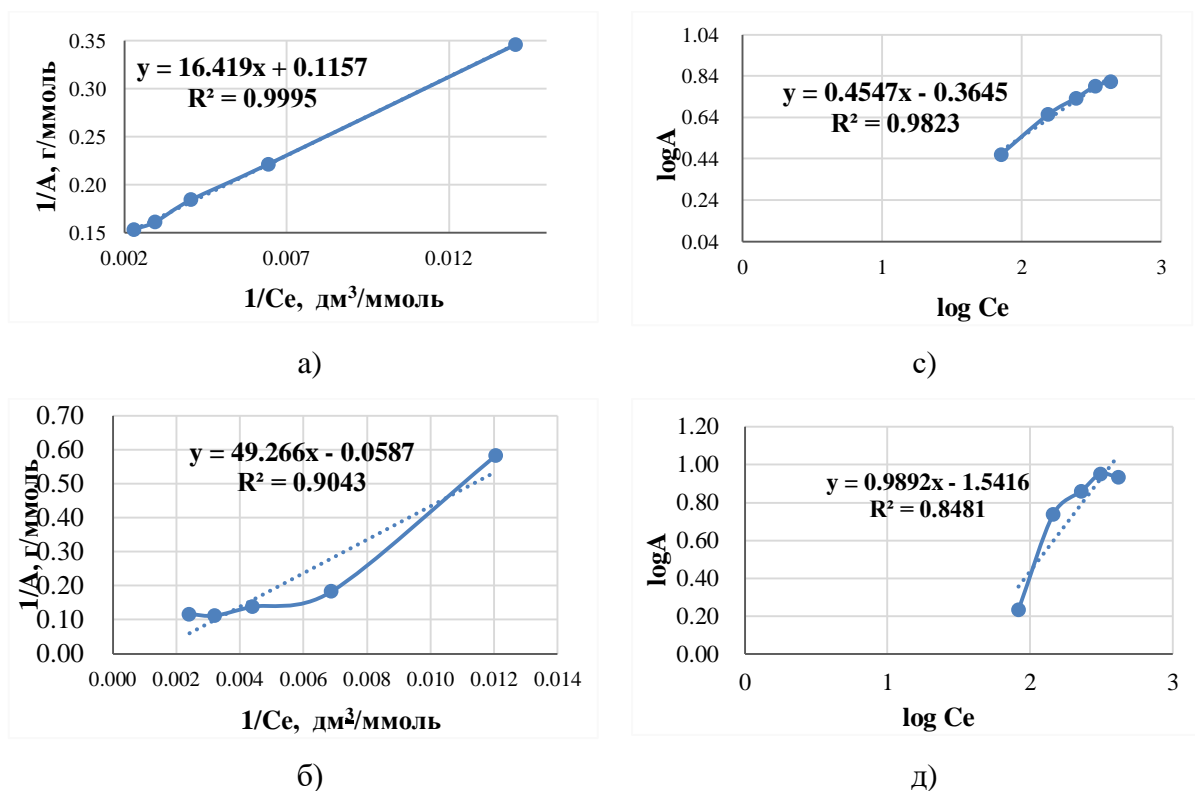 0.35
0.30
0.25
0.20
0.15
1/A, г/ммоль
y = 16.419x + 0.1157
R² = 0.9995
0.002 0.007 0.012
1/Ce, дм³/ммоль
а)
1.04
0.84
0.64
0.44
0.24
0.04
logA
y = 0.4547x - 0.3645
R² = 0.9823
0 1 2 3
log Ce
с)
0.70
0.60
0.50
0.40
0.30
0.20
0.10
0.00
1/A, г/ммоль
y = 49.266x - 0.0587
R² = 0.9043
0.000 0.002 0.004 0.006 0.008 0.010 0.012 0.014
1/Ce, дм³/ммоль
б)
1.20
1.00
0.80
0.60
0.40
0.20
0.00
logA
y = 0.9892x - 1.5416
R² = 0.8481
0 1 2 3
log Ce
д)